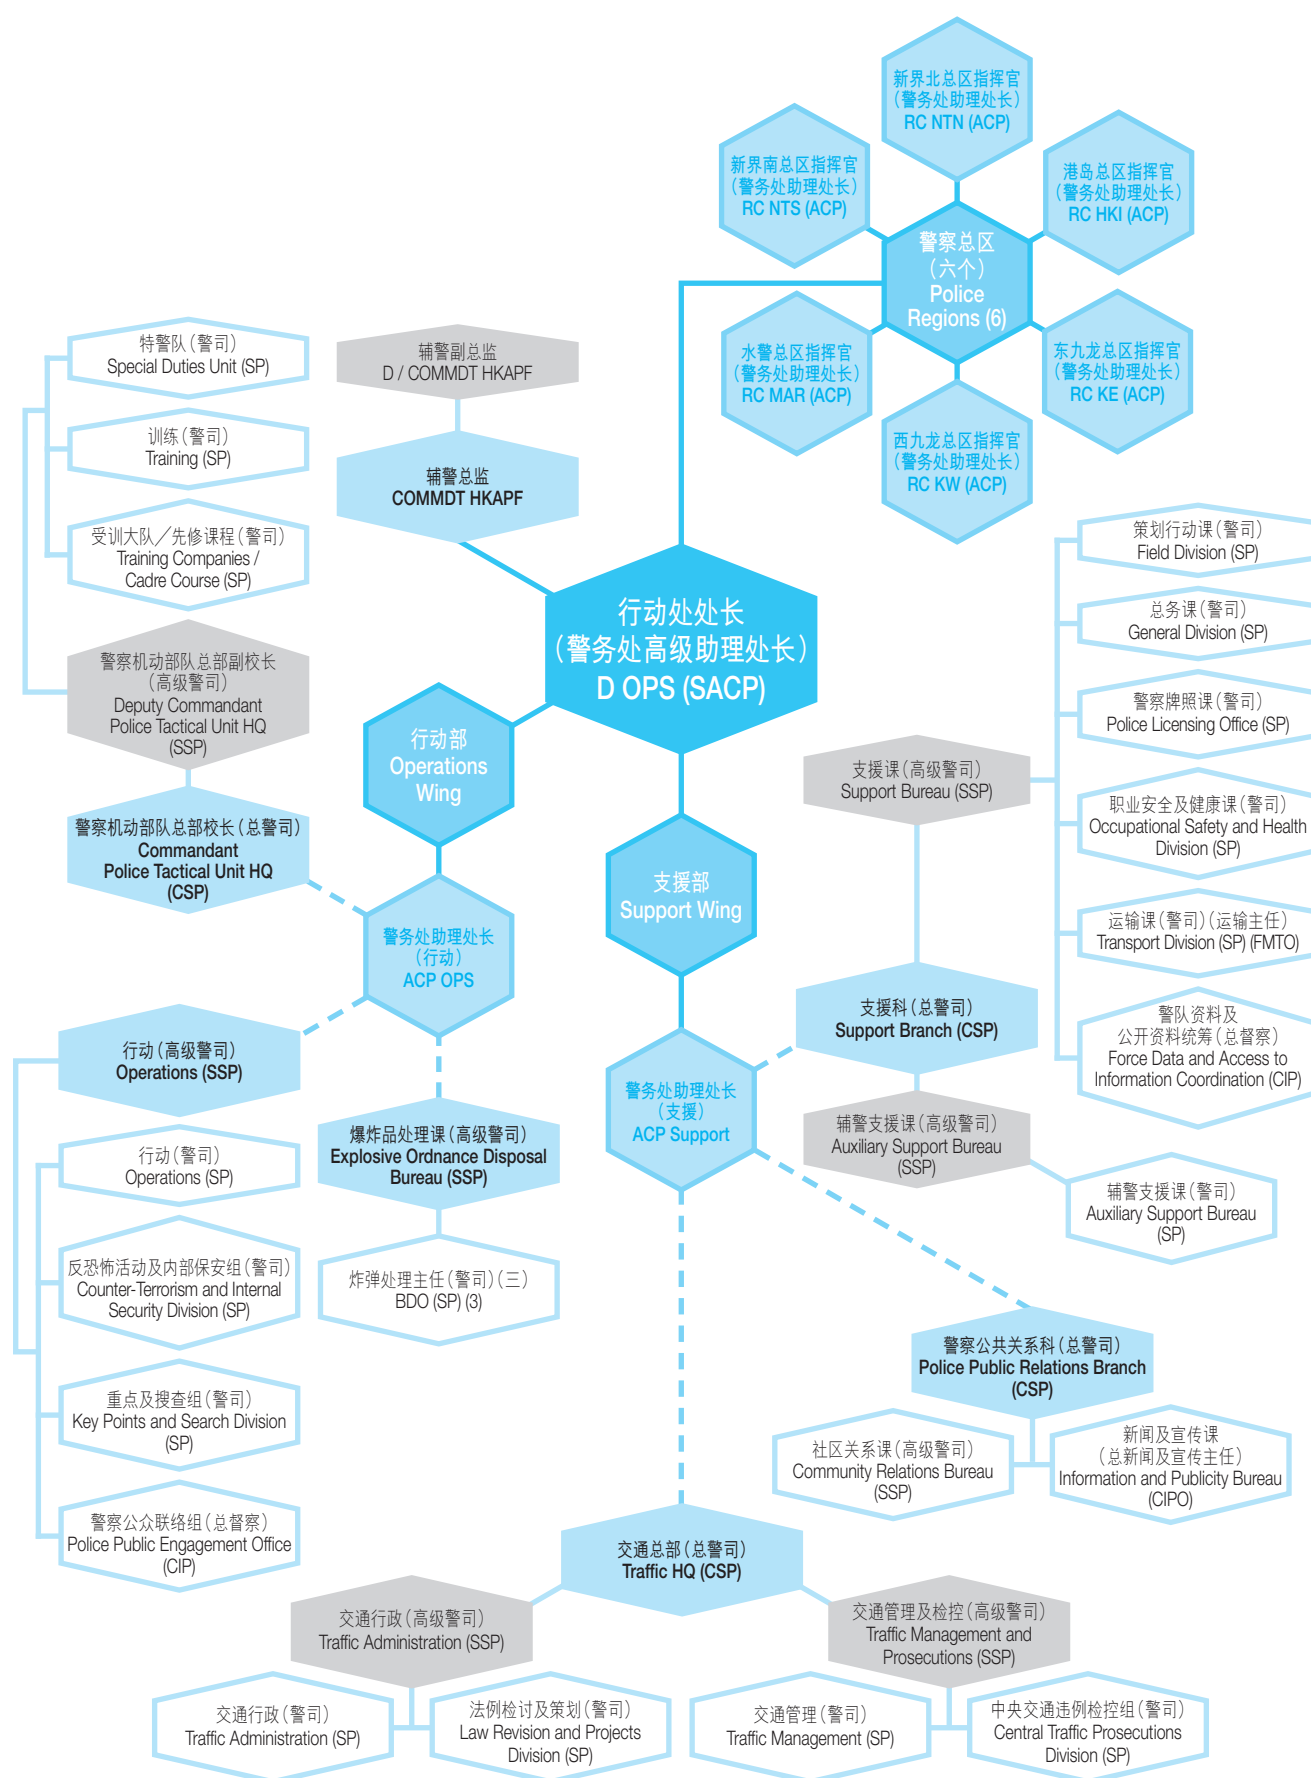 新界北总区指挥官
（警务处助理处长）
RC NTN (ACP)
新界南总区指挥官
（警务处助理处长）
RC NTS (ACP)
港岛总区指挥官
（警务处助理处长）
RC HKI (ACP)
警察总区
（六个）
Police
Regions (6)
水警总区指挥官
（警务处助理处长）
RC MAR (ACP)
东九龙总区指挥官
（警务处助理处长）
RC KE (ACP)
西九龙总区指挥官
（警务处助理处长）
RC KW (ACP)
特警队（警司）
Special Duties Unit (SP)
训练（警司）
Training (SP)
受训大队／先修课程（警司）
Training Companies /
Cadre Course (SP)
警察机动部队总部副校长
（高级警司）
Deputy Commandant
Police Tactical Unit HQ
(SSP)
警察机动部队总部校长（总警司）
Commandant
Police Tactical Unit HQ
(CSP)
辅警副总监
D / COMMDT HKAPF
辅警总监
COMMDT HKAPF
行动处处长
（警务处高级助理处长）
D OPS (SACP)
行动部
Operations
Wing
警务处助理处长
（行动）
ACP OPS
支援部
Support Wing
警务处助理处长
（支援）
ACP Support
行动（高级警司）
Operations (SSP)
行动（警司）
Operations (SP)
反恐怖活动及内部保安组（警司）
Counter-Terrorism and Internal
Security Division (SP)
重点及搜查组（警司）
Key Points and Search Division
(SP)
警察公众联络组（总督察）
Police Public Engagement Office
(CIP)
爆炸品处理课（高级警司）
Explosive Ordnance Disposal
Bureau (SSP)
炸弹处理主任（警司）（三）
BDO (SP) (3)
支援课（高级警司）
Support Bureau (SSP)
策划行动课（警司）
Field Division (SP)
总务课（警司）
General Division (SP)
警察牌照课（警司）
Police Licensing Office (SP)
职业安全及健康课（警司）
Occupational Safety and Health
Division (SP)
运输课（警司）（运输主任）
Transport Division (SP) (FMTO)
警队资料及
公开资料统筹（总督察）
Force Data and Access to
Information Coordination (CIP)
支援科（总警司）
Support Branch (CSP)
辅警支援课（高级警司）
Auxiliary Support Bureau
(SSP)
辅警支援课（警司）
Auxiliary Support Bureau
(SP)
警察公共关系科（总警司）
Police Public Relations Branch
(CSP)
社区关系课（高级警司）
Community Relations Bureau
(SSP)
新闻及宣传课
（总新闻及宣传主任）
Information and Publicity Bureau
(CIPO)
交通总部（总警司）
Traffic HQ (CSP)
交通行政（高级警司）
Traffic Administration (SSP)
交通管理及检控（高级警司）
Traffic Management and
Prosecutions (SSP)
交通行政（警司）
Traffic Administration (SP)
法例检讨及策划（警司）
Law Revision and Projects
Division (SP)
交通管理（警司）
Traffic Management (SP)
中央交通违例检控组（警司）
Central Traffic Prosecutions
Division (SP)